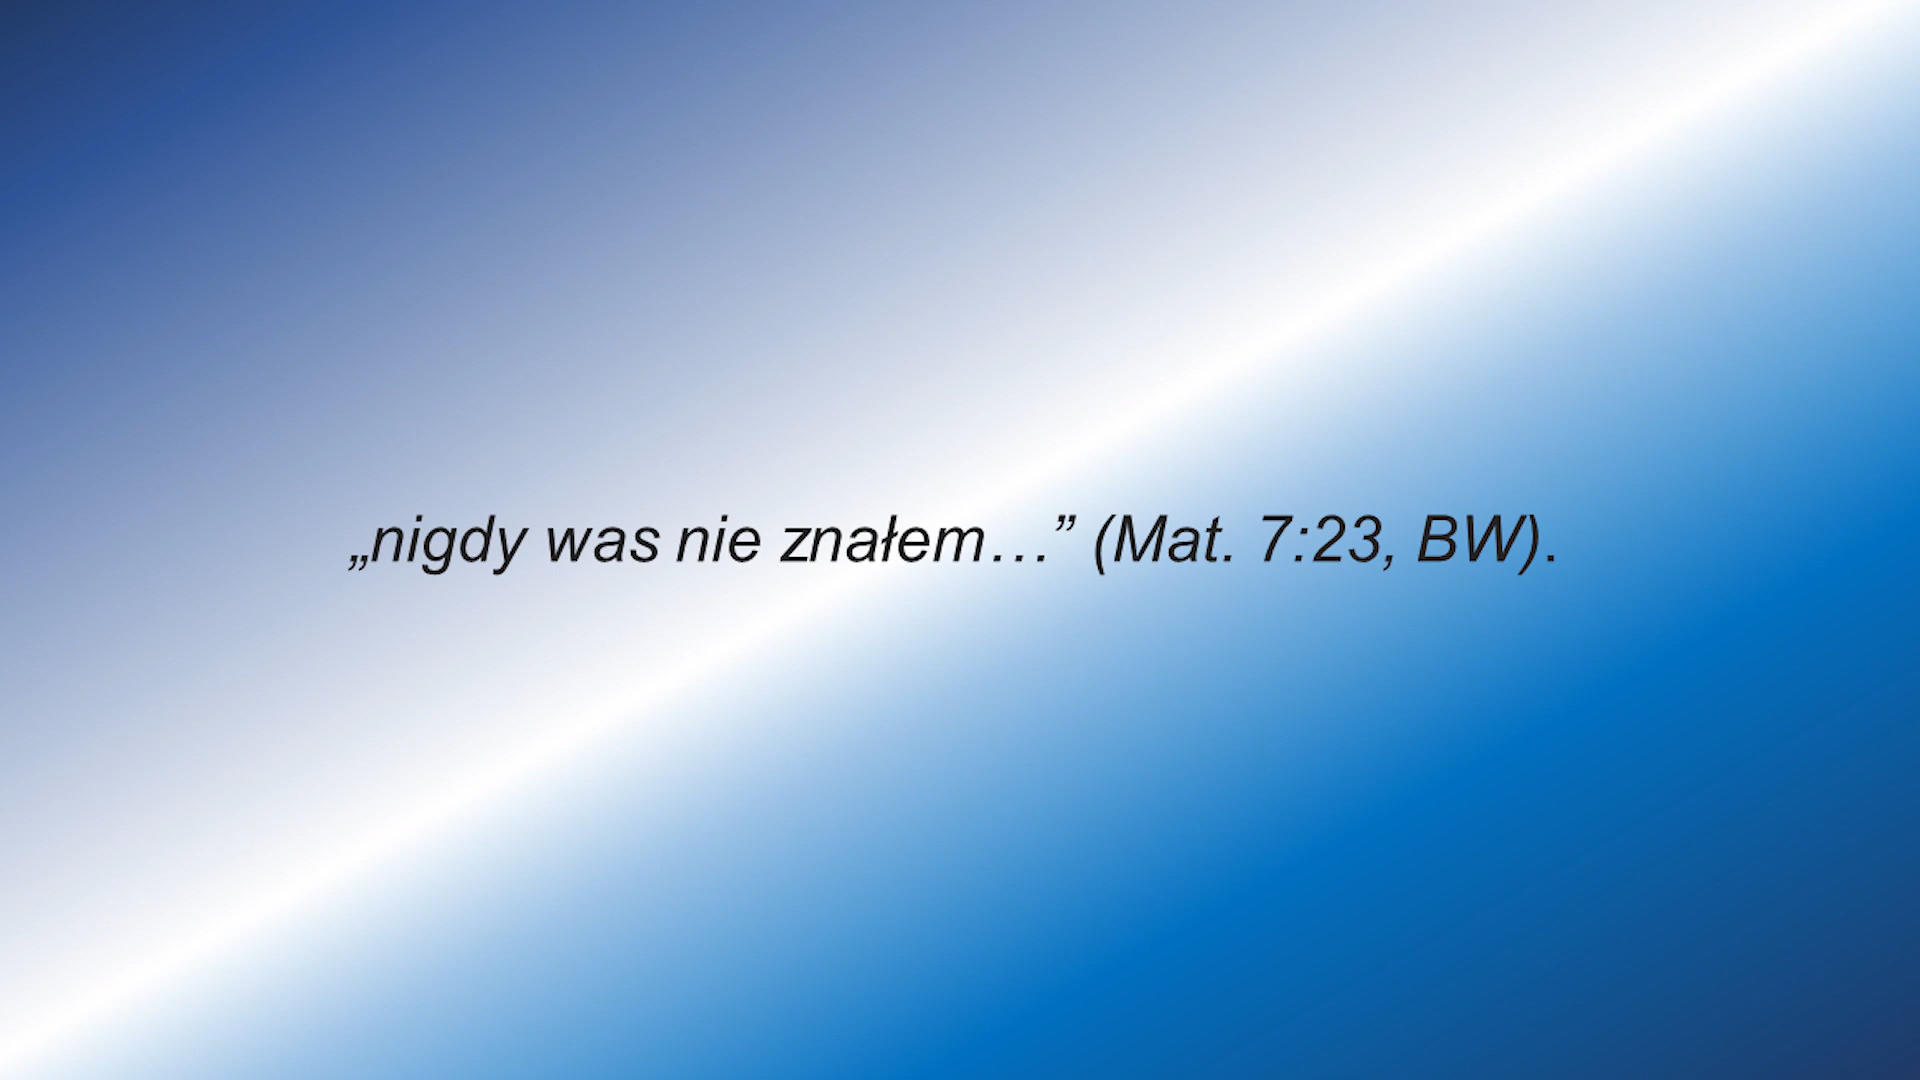 „nigdy was nie znałem…” (Mat. 7:23, BW).